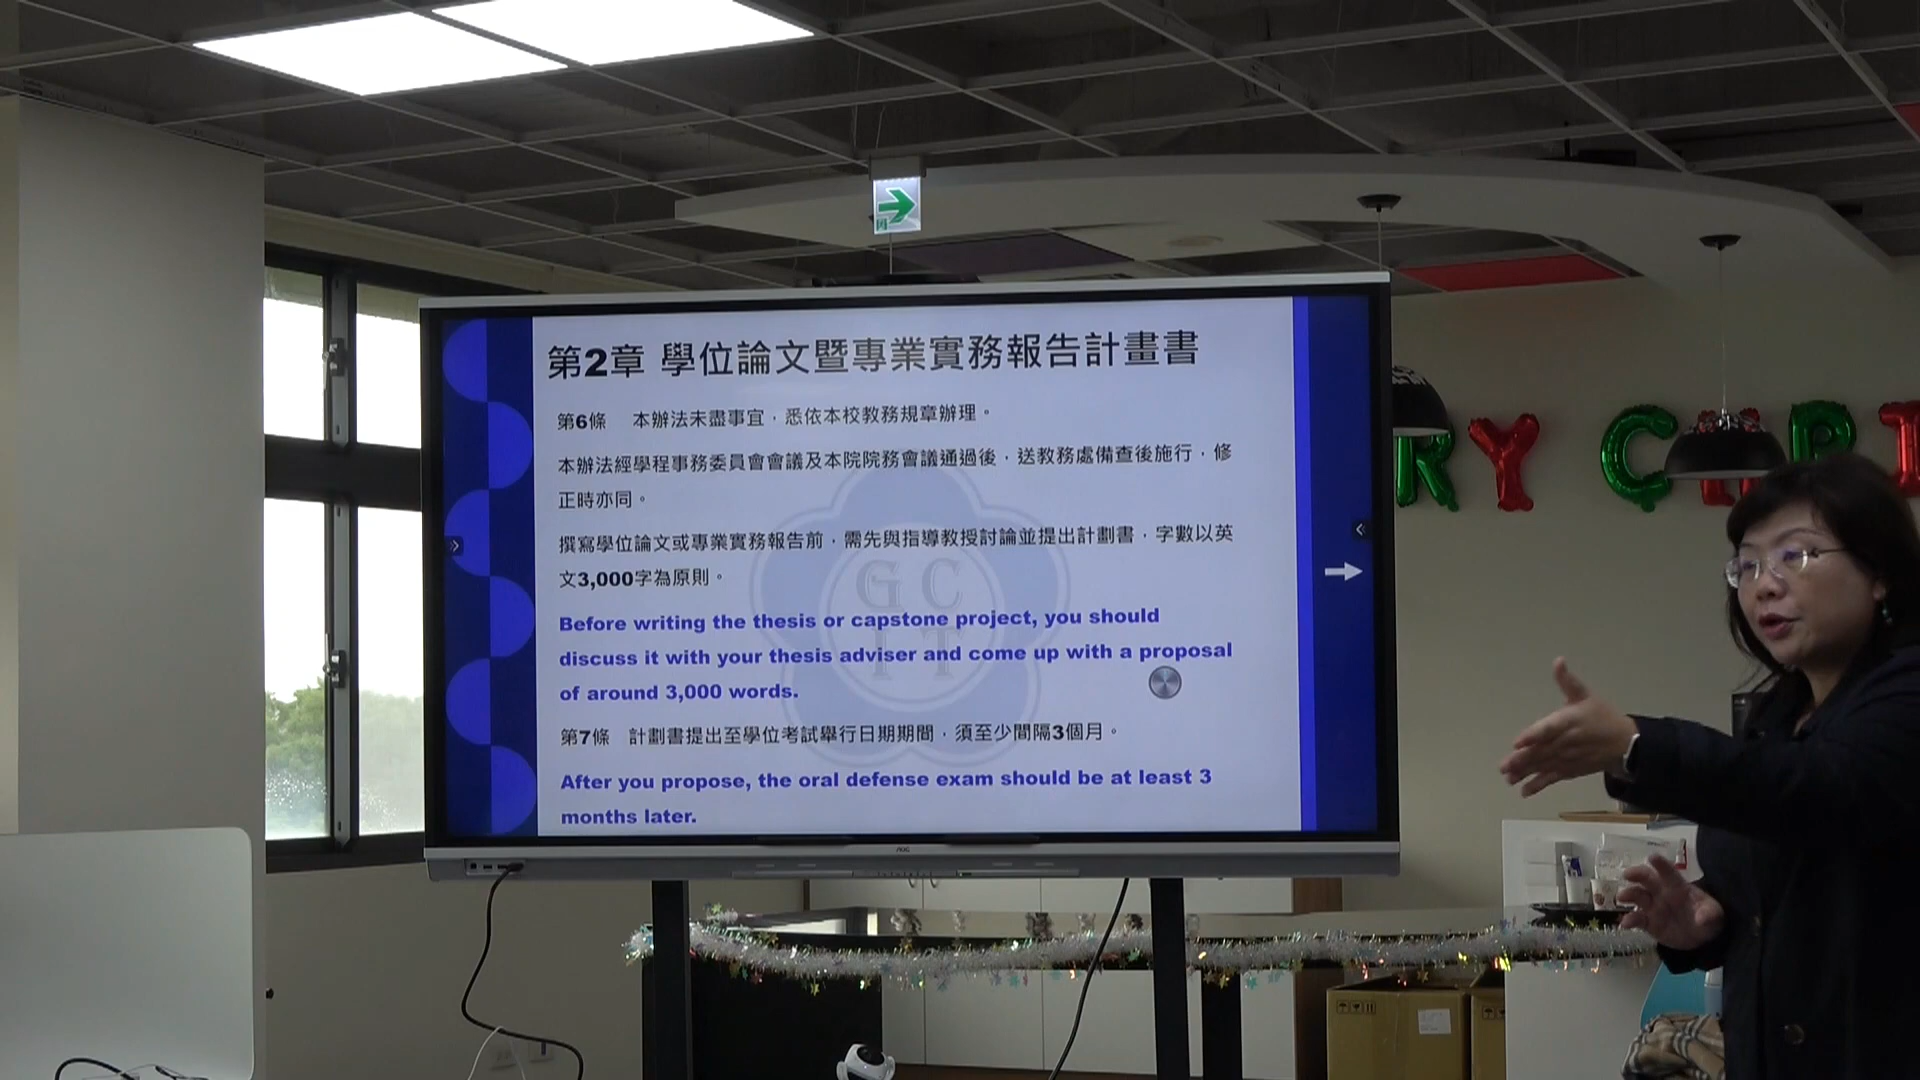 第2章 學位論文暨專業實務報告計畫書
第6條 本辦法未盡事宜，悉依本校教務規章辦理。
本辦法經學程事務委員會會議及本院院務會議通過後，送教務處備查後施行，修
正時亦同。
撰寫學位論文或專業實務報告前，需先與指導教授討論並提出計劃書，字數以英
文3,000字為原則。
Before writing the thesis or capstone project, you should
discuss it with your thesis adviser and come up with a proposal
of around 3,000 words.
第7條 計劃書提出至學位考試舉行日期期間，須至少間隔3個月。
After you propose, the oral defense exam should be at least 3
months later.
G C
I T
AOC
RY C